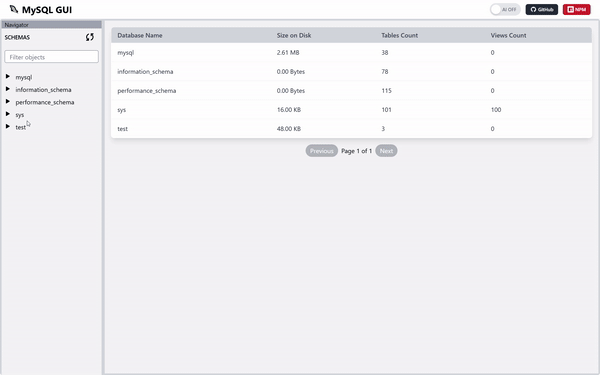 MySQL GUI
AI OFF
GitHub
NPM
Navigator
SCHEMAS
Filter objects
mysql
information_schema
performance_schema
sys
test
Database Name Size on Disk Tables Count Views Count
mysql 2.61 MB 38 0
information_schema 0.00 Bytes 78 0
performance_schema 0.00 Bytes 115 0
sys 16.00 KB 101 100
test 48.00 KB 3 0
Previous Page 1 of 1 Next